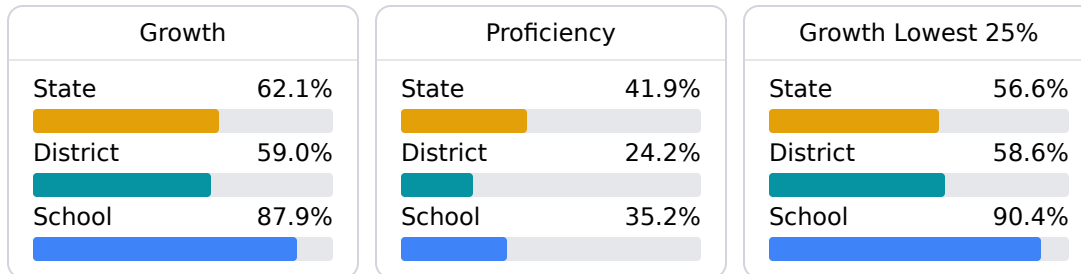 Growth
State 62.1%
District 59.0%
School 87.9%
Proficiency
State 41.9%
District 24.2%
School 35.2%
Growth Lowest 25%
State 56.6%
District 58.6%
School 90.4%